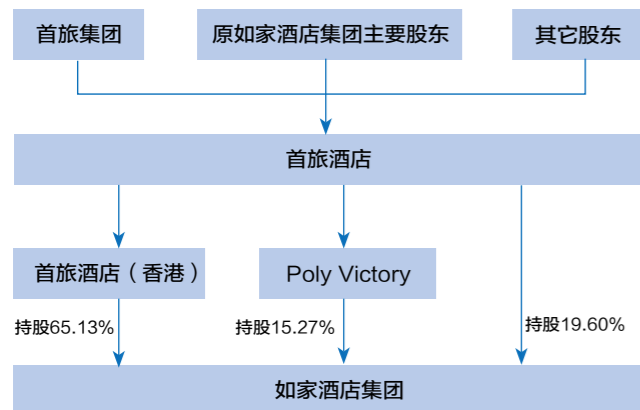 首旅集团
原如家酒店集团主要股东
其它股东
首旅酒店
首旅酒店（香港）
Poly Victory
持股65.13%
持股15.27%
持股19.60%
如家酒店集团